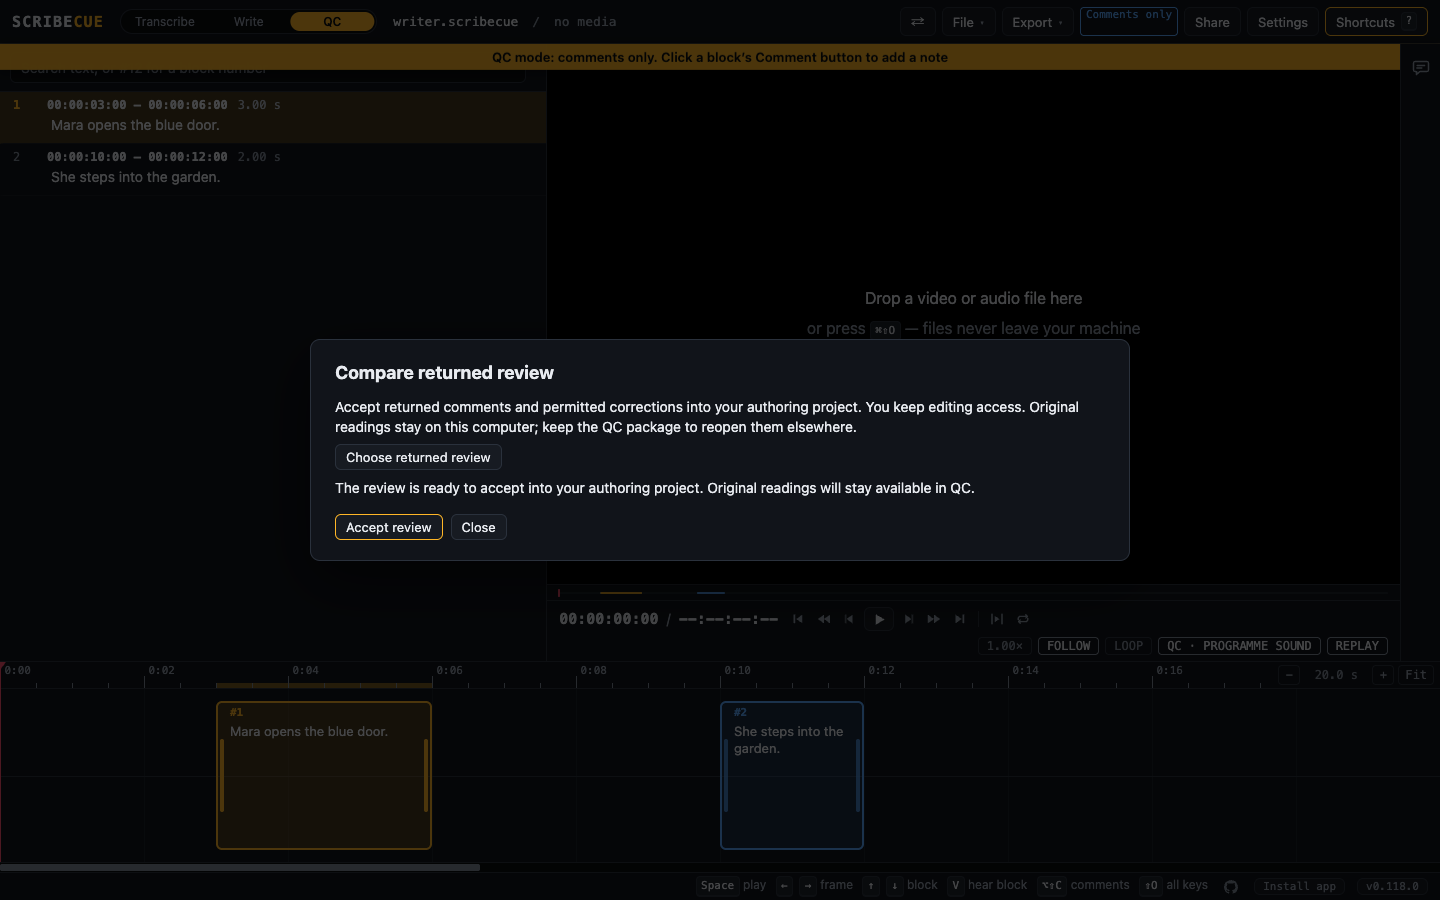 SCRIBECUE Transcribe Write QC writer.scribecue / no media ⇄ File Export Comments only Share Settings Shortcuts ?
QC mode: comments only. Click a block's Comment button to add a note
Search text, or #12 for a block number
1 00:00:03:00 – 00:00:06:00 3.00 s
Mara opens the blue door.
2 00:00:10:00 – 00:00:12:00 2.00 s
She steps into the garden.
Drop a video or audio file here
or press ⌘⇧O — files never leave your machine
Compare returned review
Accept returned comments and permitted corrections into your authoring project. You keep editing access. Original
readings stay on this computer; keep the QC package to reopen them elsewhere.
Choose returned review
The review is ready to accept into your authoring project. Original readings will stay available in QC.
Accept review Close
00:00:00:00 / ––:––:––:––
1.00× FOLLOW LOOP QC · PROGRAMME SOUND REPLAY
0:00 0:02 0:04 0:06 0:08 0:10 0:12 0:14 0:16 − 20.0 s + Fit
#1
Mara opens the blue door.
#2
She steps into the
garden.
Space play ← → frame ↑ ↓ block V hear block ⌥⇧C comments ⇧O all keys Install app v0.118.0